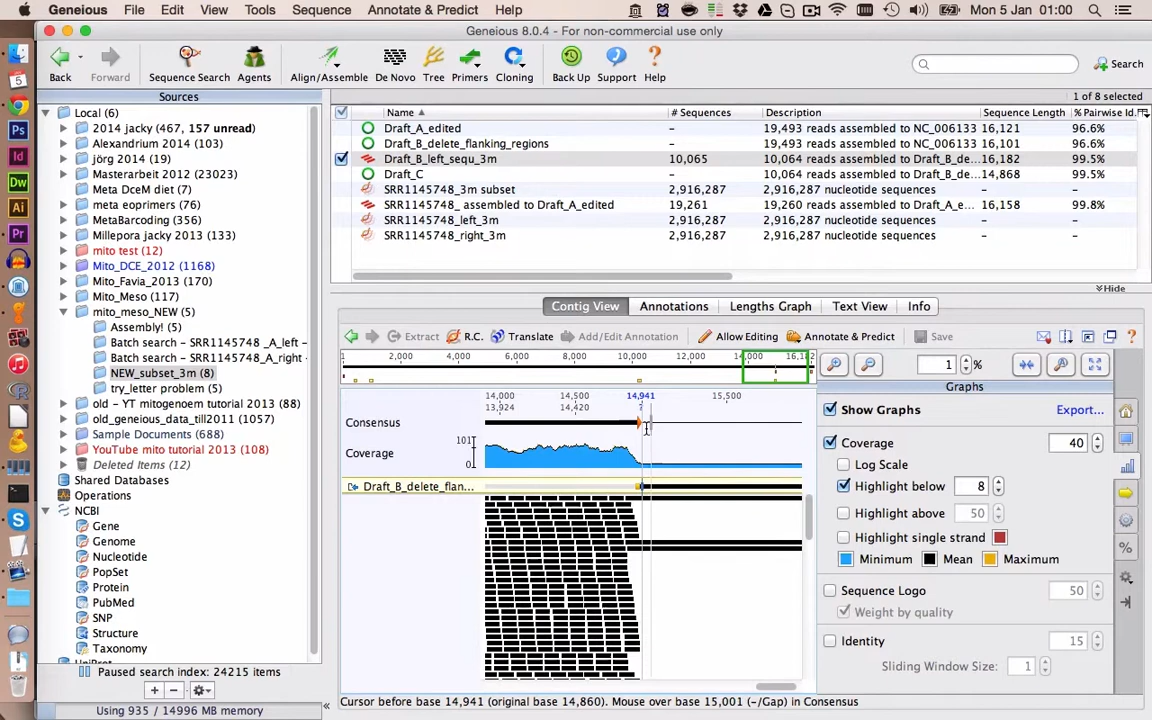 Geneious File Edit View Tools Sequence Annotate & Predict Help Mon 5 Jan 01:00
Geneious 8.0.4 - For non-commercial use only
Back Forward Sequence Search Agents Align/Assemble De Novo Tree Primers Cloning Back Up Support Help Search
Sources
1 of 8 selected
Local (6)
2014 jacky (467, 157 unread)
Alexandrium 2014 (103)
jörg 2014 (19)
Masterarbeit 2012 (23023)
Meta DceM diet (7)
meta eoprimers (76)
MetaBarcoding (356)
Millepora jacky 2013 (133)
mito test (12)
Mito_DCE_2012 (1168)
Mito_Favia_2013 (170)
Mito_Meso (117)
mito_meso_NEW (5)
Assembly! (5)
Batch search - SRR1145748 _A_left
Batch search - SRR1145748 _A_right
NEW_subset_3m (8)
try_letter problem (5)
old - YT mitogenoem tutorial 2013 (88)
old_geneious_data_till2011 (1057)
Sample Documents (688)
YouTube mito tutorial 2013 (268)
Deleted Items (12)
Shared Databases
Operations
NCBI
Gene
Genome
Nucleotide
PopSet
Protein
PubMed
SNP
Structure
Taxonomy
UniProt
Paused search index: 24215 items
Using 935 / 14996 MB memory
Name # Sequences Description Sequence Length % Pairwise Id...
Draft_A_edited – 19,493 reads assembled to NC_006133 16,121 96.6%
Draft_B_delete_flanking_regions – 19,493 reads assembled to NC_006133 16,101 96.6%
Draft_B_left_sequ_3m 10,065 10,064 reads assembled to Draft_B_de... 16,182 99.5%
Draft_C – 10,064 reads assembled to Draft_B_de... 14,868 99.5%
SRR1145748_3m subset 2,916,287 2,916,287 nucleotide sequences – –
SRR1145748_ assembled to Draft_A_edited 19,261 19,260 reads assembled to Draft_A_e... 16,158 99.8%
SRR1145748_left_3m 2,916,287 2,916,287 nucleotide sequences – –
SRR1145748_right_3m 2,916,287 2,916,287 nucleotide sequences – –
Hide
Contig View Annotations Lengths Graph Text View Info
Extract R.C. Translate Add/Edit Annotation Allow Editing Annotate & Predict Save
1 2,000 4,000 6,000 8,000 10,000 12,000 14,000 16,182
1 %
14,000 14,500 14,941 15,500
13,924 14,420 ?
Consensus
101
Coverage
0
Draft_B_delete_flan...
Graphs
Show Graphs Export...
Coverage 40
Log Scale
Highlight below 8
Highlight above 50
Highlight single strand
Minimum Mean Maximum
Sequence Logo 50
Weight by quality
Identity 15
Sliding Window Size: 1
Cursor before base 14,941 (original base 14,860). Mouse over base 15,001 (-/Gap) in Consensus